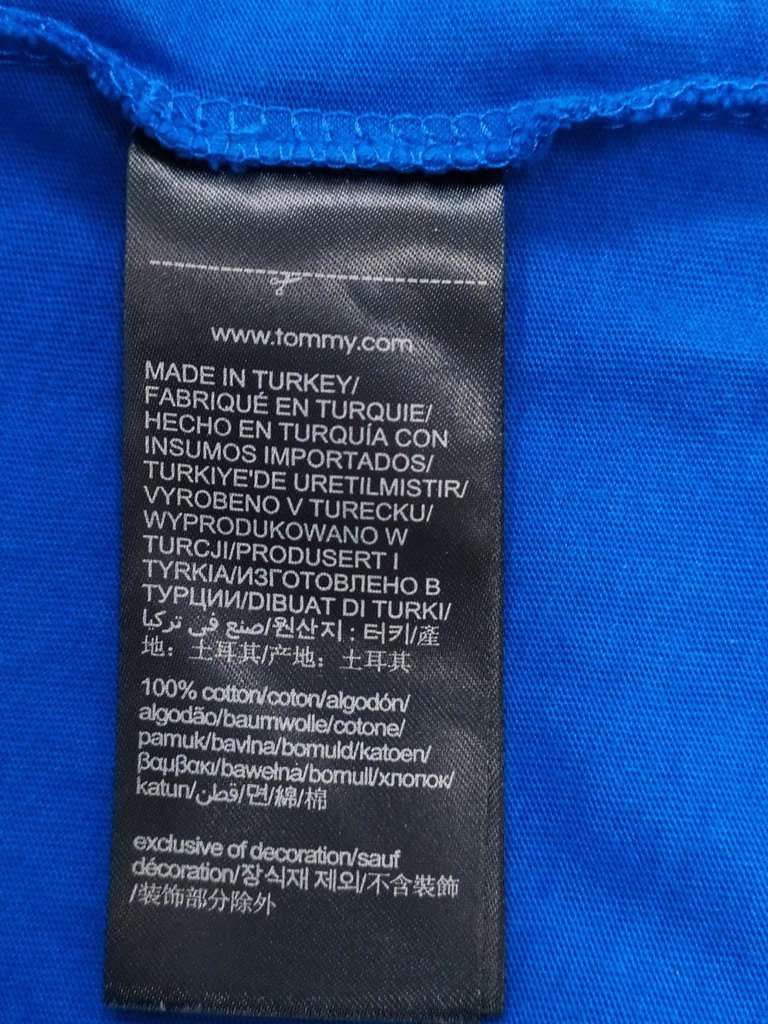 www.tommy.com
MADE IN TURKEY/
FABRIQUÉ EN TURQUIE/
HECHO EN TURQUÍA CON
INSUMOS IMPORTADOS/
TURKIYE'DE URETILMISTIR/
VYROBENO V TURECKU/
WYPRODUKOWANO W
TURCJI/PRODUSERT I
TYRKIA/ИЗГОТОВЛЕНО В
ТУРЦИИ/DIBUAT DI TURKI/
صنع في تركيا/원산지 : 터키/產
地：土耳其/产地：土耳其
100% cotton/coton/algodón/
algodão/baumwolle/cotone/
pamuk/bavlna/bomuld/katoen/
βαμβακι/bawełna/bomull/хлопок/
katun/قطن/면/綿/棉
exclusive of decoration/sauf
décoration/장식재 제외/不含裝飾
/装饰部分除外